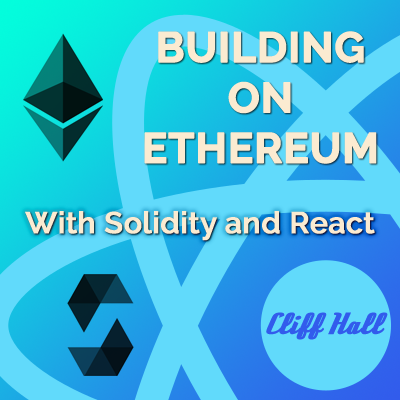 BUILDING
ON
ETHEREUM
With Solidity and React
Cliff Hall